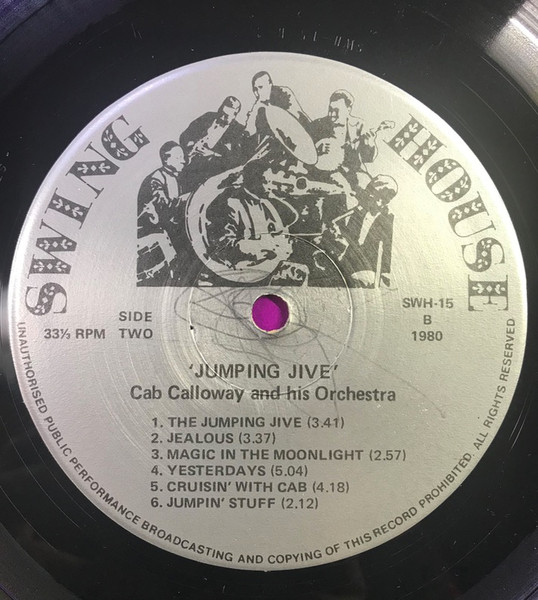 SWING HOUSE
SIDE
TWO
33⅓ RPM
SWH-15
B
1980
'JUMPING JIVE'
Cab Calloway and his Orchestra
1. THE JUMPING JIVE (3.41)
2. JEALOUS (3.37)
3. MAGIC IN THE MOONLIGHT (2.57)
4. YESTERDAYS (5.04)
5. CRUISIN' WITH CAB (4.18)
6. JUMPIN' STUFF (2.12)
UNAUTHORISED PUBLIC PERFORMANCE BROADCASTING AND COPYING OF THIS RECORD PROHIBITED. ALL RIGHTS RESERVED